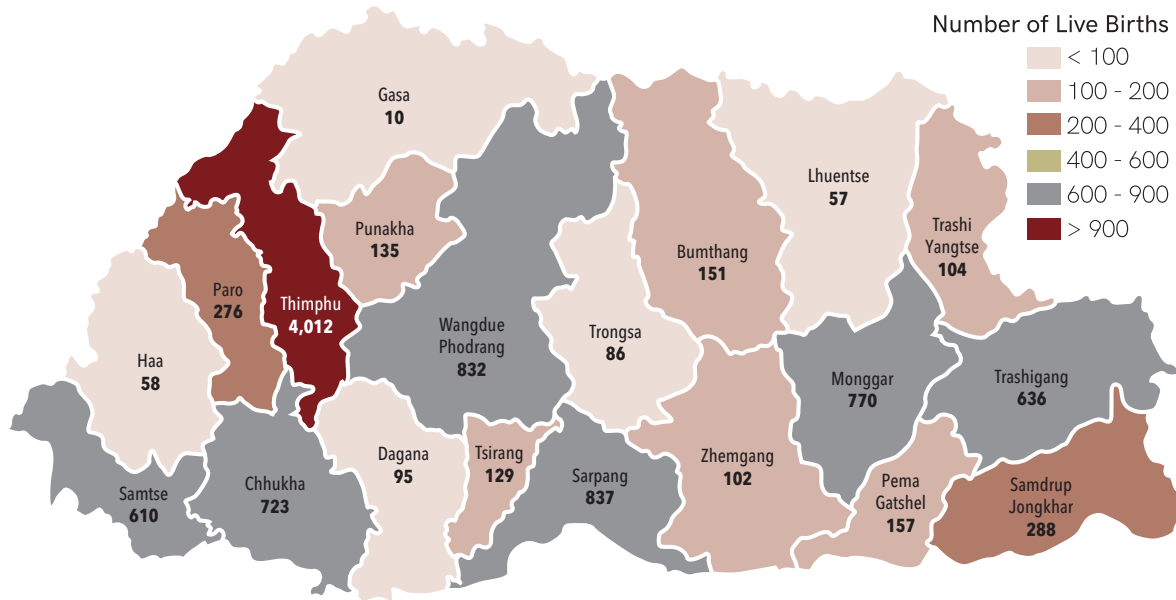 Number of Live Births
< 100
100 - 200
200 - 400
400 - 600
600 - 900
> 900
Gasa
10
Lhuentse
57
Punakha
135
Trashi
Yangtse
104
Bumthang
151
Paro
276
Thimphu
4,012
Wangdue
Phodrang
832
Trongsa
86
Haa
58
Monggar
770
Trashigang
636
Dagana
95
Tsirang
129
Zhemgang
102
Sarpang
837
Chhukha
723
Samtse
610
Pema
Gatshel
157
Samdrup
Jongkhar
288